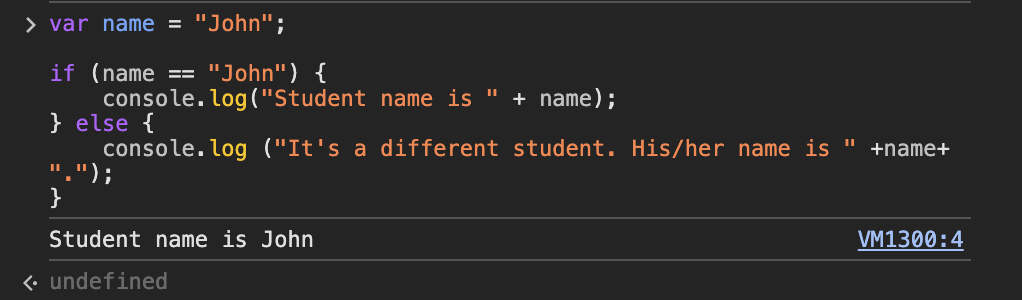 var name = "John";
if (name == "John") {
    console.log("Student name is " + name);
} else {
    console.log ("It's a different student. His/her name is " +name+
".");
}
Student name is John VM1300:4
undefined